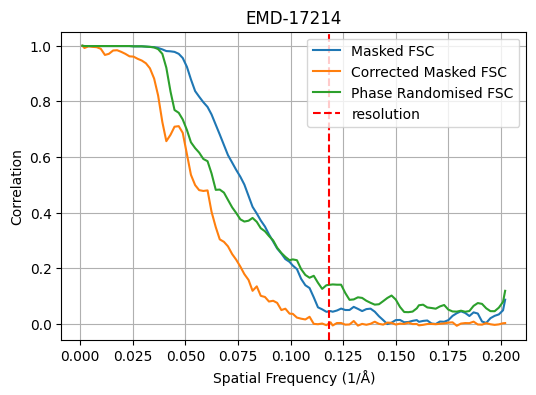 EMD-17214
Masked FSC
Corrected Masked FSC
Phase Randomised FSC
resolution
Correlation
1.0
0.8
0.6
0.4
0.2
0.0
0.000 0.025 0.050 0.075 0.100 0.125 0.150 0.175 0.200
Spatial Frequency (1/Å)